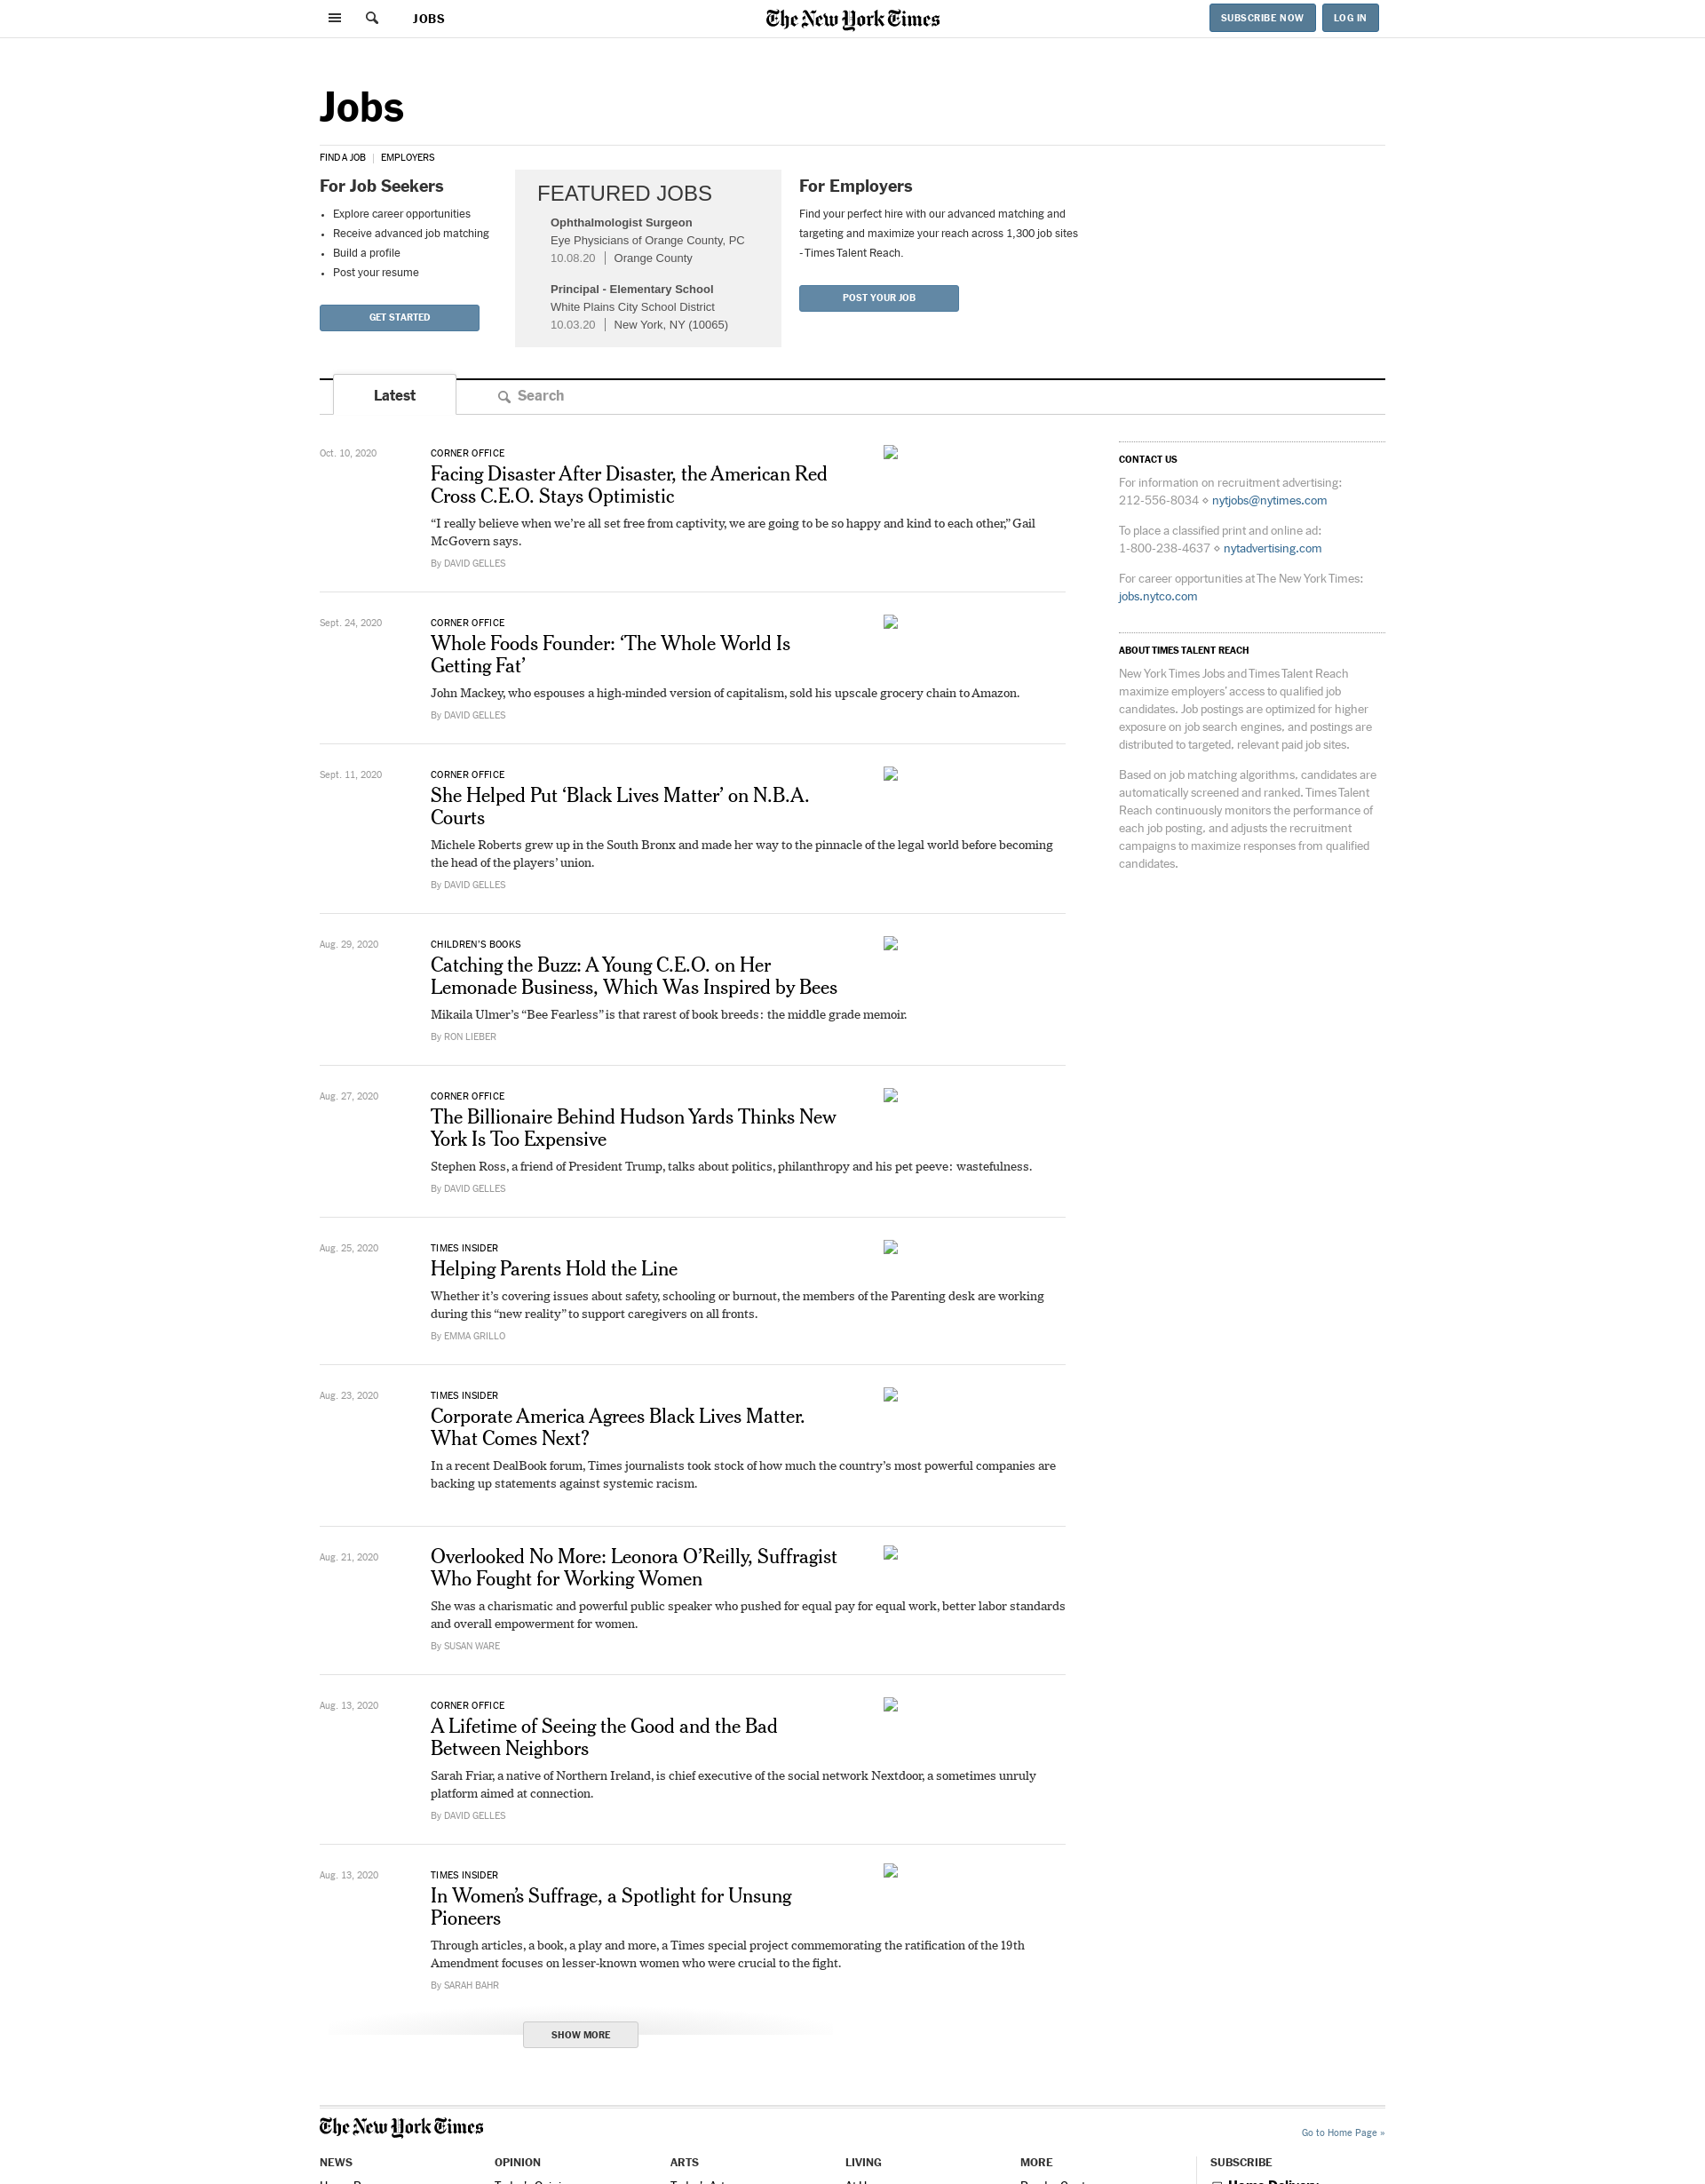 JOBS
The New York Times
SUBSCRIBE NOW
LOG IN
Jobs
FIND A JOB | EMPLOYERS
For Job Seekers
Explore career opportunities
Receive advanced job matching
Build a profile
Post your resume
GET STARTED
FEATURED JOBS
Ophthalmologist Surgeon
Eye Physicians of Orange County, PC
10.08.20 | Orange County
Principal - Elementary School
White Plains City School District
10.03.20 | New York, NY (10065)
For Employers
Find your perfect hire with our advanced matching and
targeting and maximize your reach across 1,300 job sites
- Times Talent Reach.
POST YOUR JOB
Latest
Search
Oct. 10, 2020
CORNER OFFICE
Facing Disaster After Disaster, the American Red
Cross C.E.O. Stays Optimistic
“I really believe when we’re all set free from captivity, we are going to be so happy and kind to each other,” Gail
McGovern says.
By DAVID GELLES
Sept. 24, 2020
CORNER OFFICE
Whole Foods Founder: ‘The Whole World Is
Getting Fat’
John Mackey, who espouses a high-minded version of capitalism, sold his upscale grocery chain to Amazon.
By DAVID GELLES
Sept. 11, 2020
CORNER OFFICE
She Helped Put ‘Black Lives Matter’ on N.B.A.
Courts
Michele Roberts grew up in the South Bronx and made her way to the pinnacle of the legal world before becoming
the head of the players’ union.
By DAVID GELLES
Aug. 29, 2020
CHILDREN’S BOOKS
Catching the Buzz: A Young C.E.O. on Her
Lemonade Business, Which Was Inspired by Bees
Mikaila Ulmer’s “Bee Fearless” is that rarest of book breeds: the middle grade memoir.
By RON LIEBER
Aug. 27, 2020
CORNER OFFICE
The Billionaire Behind Hudson Yards Thinks New
York Is Too Expensive
Stephen Ross, a friend of President Trump, talks about politics, philanthropy and his pet peeve: wastefulness.
By DAVID GELLES
Aug. 25, 2020
TIMES INSIDER
Helping Parents Hold the Line
Whether it’s covering issues about safety, schooling or burnout, the members of the Parenting desk are working
during this “new reality” to support caregivers on all fronts.
By EMMA GRILLO
Aug. 23, 2020
TIMES INSIDER
Corporate America Agrees Black Lives Matter.
What Comes Next?
In a recent DealBook forum, Times journalists took stock of how much the country’s most powerful companies are
backing up statements against systemic racism.
Aug. 21, 2020
Overlooked No More: Leonora O’Reilly, Suffragist
Who Fought for Working Women
She was a charismatic and powerful public speaker who pushed for equal pay for equal work, better labor standards
and overall empowerment for women.
By SUSAN WARE
Aug. 13, 2020
CORNER OFFICE
A Lifetime of Seeing the Good and the Bad
Between Neighbors
Sarah Friar, a native of Northern Ireland, is chief executive of the social network Nextdoor, a sometimes unruly
platform aimed at connection.
By DAVID GELLES
Aug. 13, 2020
TIMES INSIDER
In Women’s Suffrage, a Spotlight for Unsung
Pioneers
Through articles, a book, a play and more, a Times special project commemorating the ratification of the 19th
Amendment focuses on lesser-known women who were crucial to the fight.
By SARAH BAHR
SHOW MORE
CONTACT US
For information on recruitment advertising:
212-556-8034 ⋄ nytjobs@nytimes.com
To place a classified print and online ad:
1-800-238-4637 ⋄ nytadvertising.com
For career opportunities at The New York Times:
jobs.nytco.com
ABOUT TIMES TALENT REACH
New York Times Jobs and Times Talent Reach
maximize employers’ access to qualified job
candidates. Job postings are optimized for higher
exposure on job search engines, and postings are
distributed to targeted, relevant paid job sites.
Based on job matching algorithms, candidates are
automatically screened and ranked. Times Talent
Reach continuously monitors the performance of
each job posting, and adjusts the recruitment
campaigns to maximize responses from qualified
candidates.
The New York Times
Go to Home Page »
NEWS
OPINION
ARTS
LIVING
MORE
SUBSCRIBE
Home Delivery